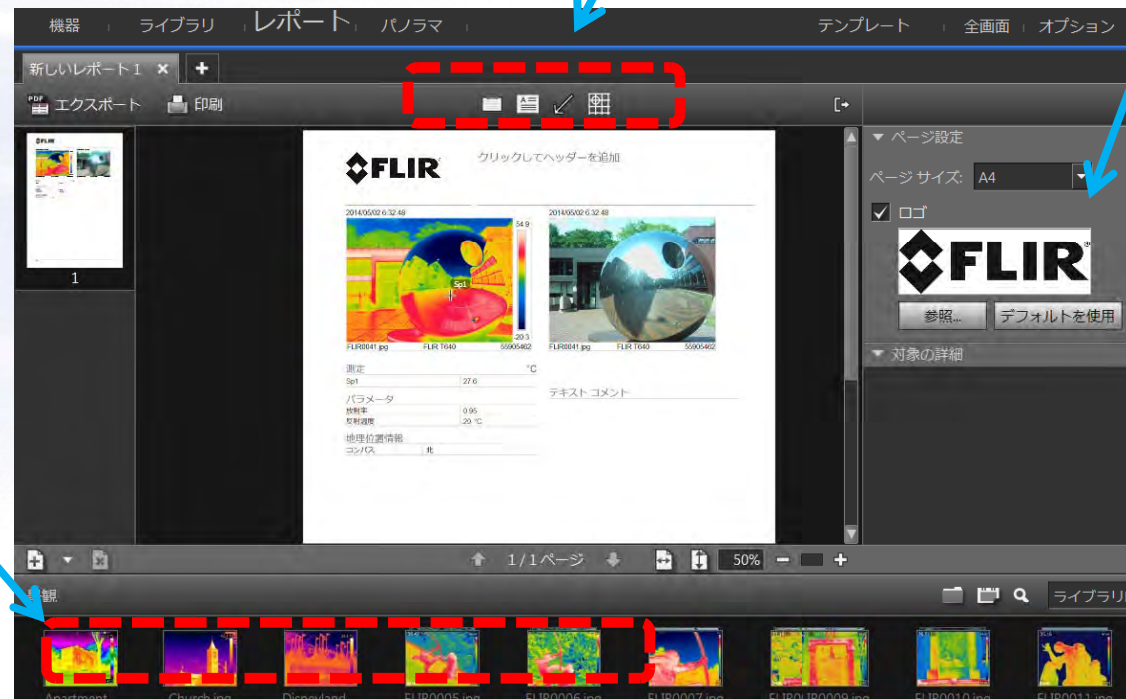 機器 ライブラリ レポート パノラマ テンプレート 全画面 オプション
新しいレポート 1 × +
PDF エクスポート 印刷
FLIR
クリックしてヘッダーを追加
2014/05/02 6:32:48
2014/05/02 6:32:48
54.9
Sp1
-20.3
FLIR0041.jpg FLIR T640 55905462
FLIR0041.jpg FLIR T640 55905462
測定 °C
Sp1 27.6
パラメータ
放射率 0.95
反射温度 20 °C
地理位置情報
コンパス 北
テキスト コメント
1
ページ設定
ページ サイズ: A4
ロゴ
FLIR
参照... デフォルトを使用
対象の詳細
1/1ページ 50%
観 ライブラリ
Apartment Church.jpg Disneyland FLIR0005.jpg FLIR0006.jpg FLIR0007.jpg FLIR0009.jpg FLIR0010.jpg FLIR0011.jpg